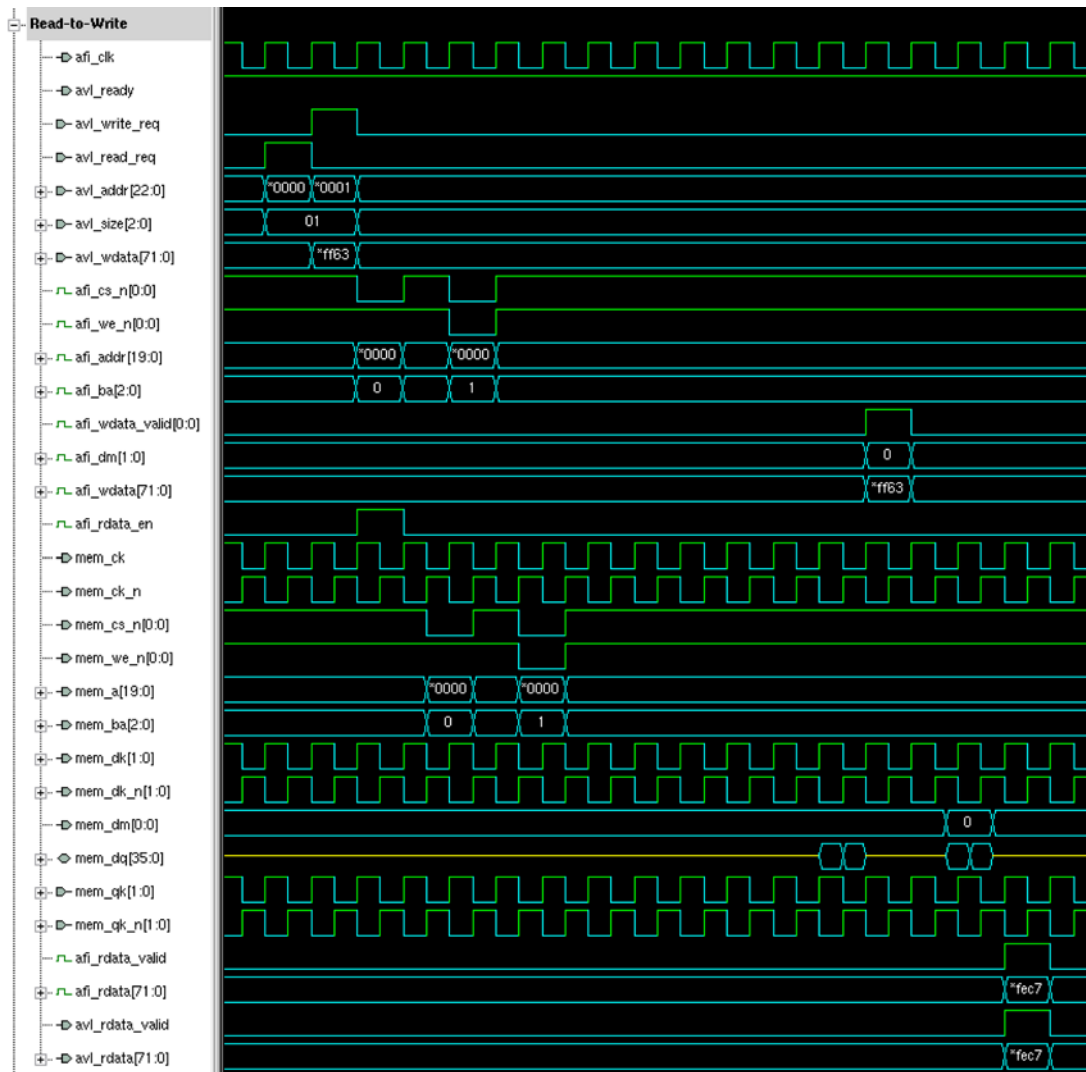 Read-to-Write
afi_clk
avl_ready
avl_write_req
avl_read_req
avl_addr[22:0] *0000 *0001
avl_size[2:0] 01
avl_wdata[71:0] *ff63
afi_cs_n[0:0]
afi_we_n[0:0]
afi_addr[19:0] *0000 *0000
afi_ba[2:0] 0 1
afi_wdata_valid[0:0]
afi_dm[1:0] 0
afi_wdata[71:0] *ff63
afi_rdata_en
mem_ck
mem_ck_n
mem_cs_n[0:0]
mem_we_n[0:0]
mem_a[19:0] *0000 *0000
mem_ba[2:0] 0 1
mem_dk[1:0]
mem_dk_n[1:0]
mem_dm[0:0] 0
mem_dq[35:0]
mem_qk[1:0]
mem_qk_n[1:0]
afi_rdata_valid
afi_rdata[71:0] *fec7
avl_rdata_valid
avl_rdata[71:0] *fec7